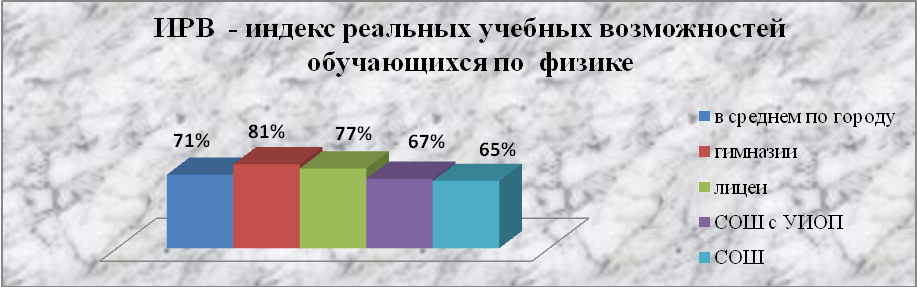 ИРВ - индекс реальных учебных возможностей
обучающихся по физике
71%
81%
77%
67%
65%
в среднем по городу
гимназии
лицеи
СОШ с УИОП
СОШ